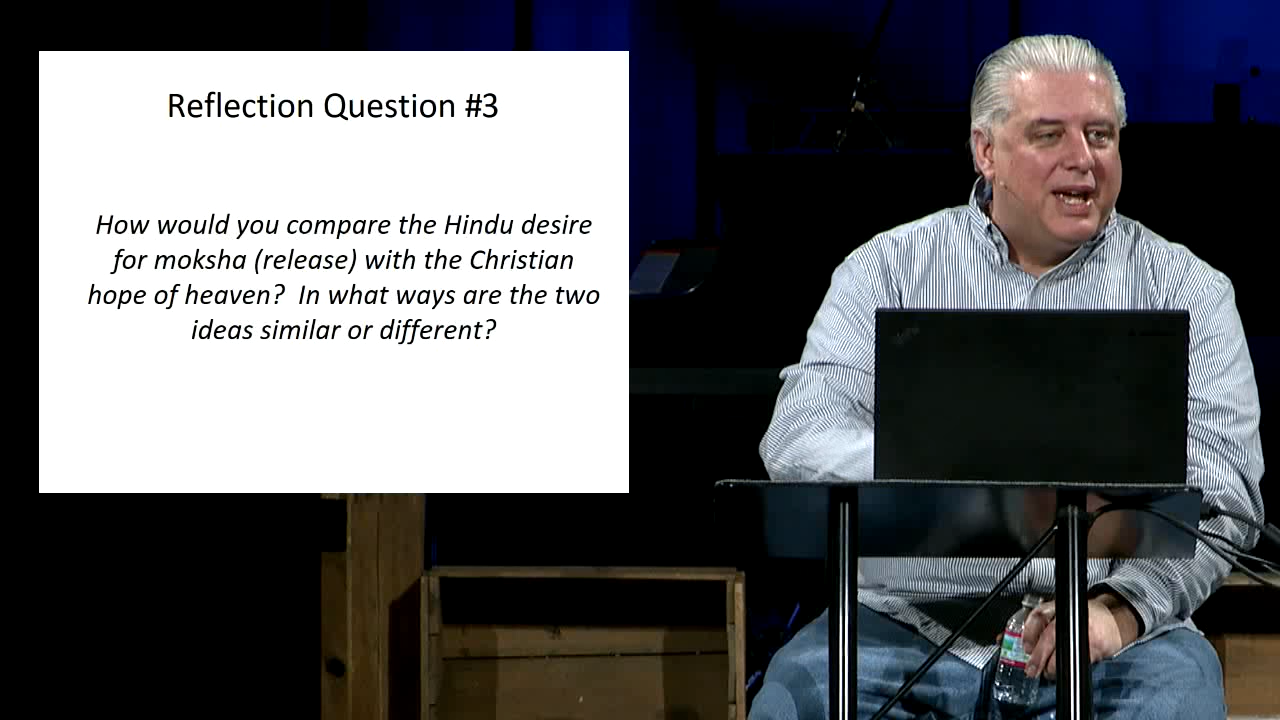 Reflection Question #3
How would you compare the Hindu desire
for moksha (release) with the Christian
hope of heaven?  In what ways are the two
ideas similar or different?